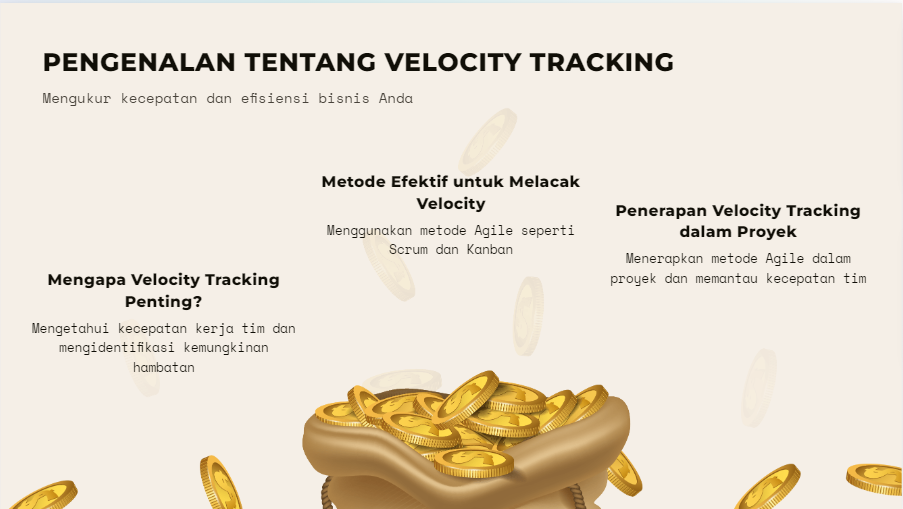 PENGENALAN TENTANG VELOCITY TRACKING
Mengukur kecepatan dan efisiensi bisnis Anda
Mengapa Velocity Tracking
Penting?
Mengetahui kecepatan kerja tim dan
mengidentifikasi kemungkinan
hambatan
Metode Efektif untuk Melacak
Velocity
Menggunakan metode Agile seperti
Scrum dan Kanban
Penerapan Velocity Tracking
dalam Proyek
Menerapkan metode Agile dalam
proyek dan memantau kecepatan tim